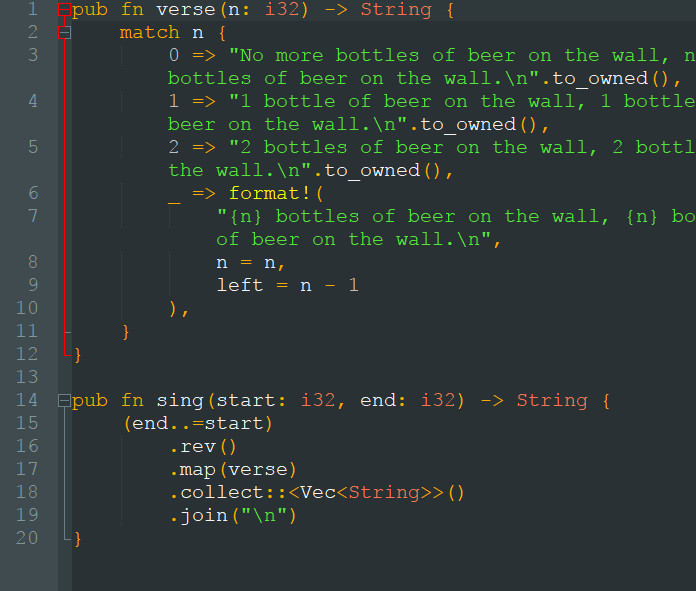 1 pub fn verse(n: i32) -> String {
2 match n {
3 0 => "No more bottles of beer on the wall, n
bottles of beer on the wall.\n".to_owned(),
4 1 => "1 bottle of beer on the wall, 1 bottle
beer on the wall.\n".to_owned(),
5 2 => "2 bottles of beer on the wall, 2 bottl
the wall.\n".to_owned(),
6 _ => format!(
7 "{n} bottles of beer on the wall, {n} bo
of beer on the wall.\n",
8 n = n,
9 left = n - 1
10 ),
11 }
12 }
13
14 pub fn sing(start: i32, end: i32) -> String {
15 (end..=start)
16 .rev()
17 .map(verse)
18 .collect::<Vec<String>>()
19 .join("\n")
20 }